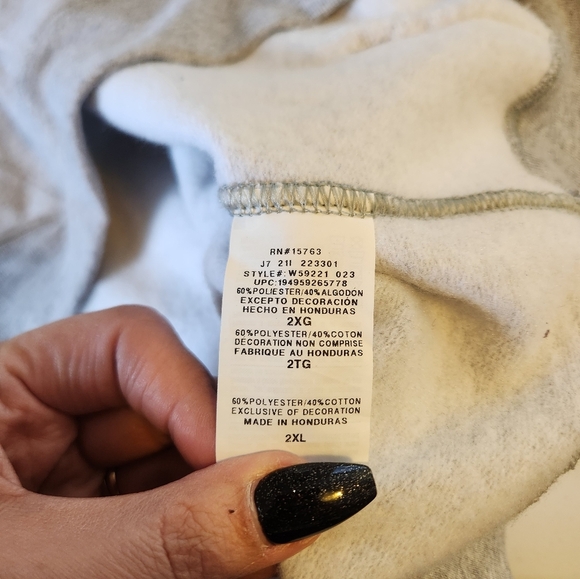 RN#15763
J7 211 223301
STYLE#: W59221 023
UPC:194959265778
60%POLIESTER/40%ALGODON
EXCEPTO DECORACIÓN
HECHO EN HONDURAS
2XG
60%POLYESTER/40%COTON
DECORATION NON COMPRISE
FABRIQUE AU HONDURAS
2TG
60%POLYESTER/40%COTTON
EXCLUSIVE OF DECORATION
MADE IN HONDURAS
2XL